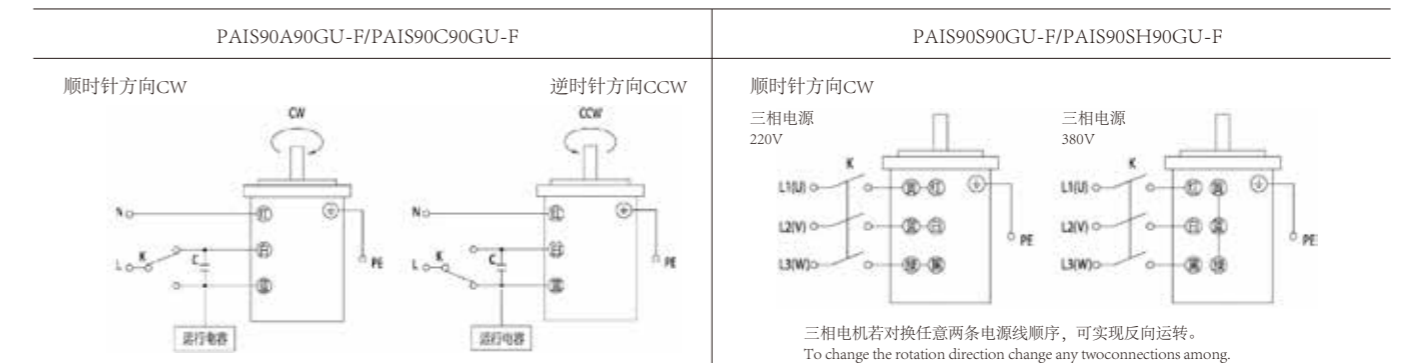 PAIS90A90GU-F/PAIS90C90GU-F
PAIS90S90GU-F/PAIS90SH90GU-F
顺时针方向CW
逆时针方向CCW
CW
CCW
N
L
K
C
PE
运行电容
N
L
K
C
PE
运行电容
顺时针方向CW
三相电源
220V
K
L1(U)
L2(V)
L3(W)
PE
三相电源
380V
K
L1(U)
L2(V)
L3(W)
PE
三相电机若对换任意两条电源线顺序，可实现反向运转。
To change the rotation direction change any twoconnections among.